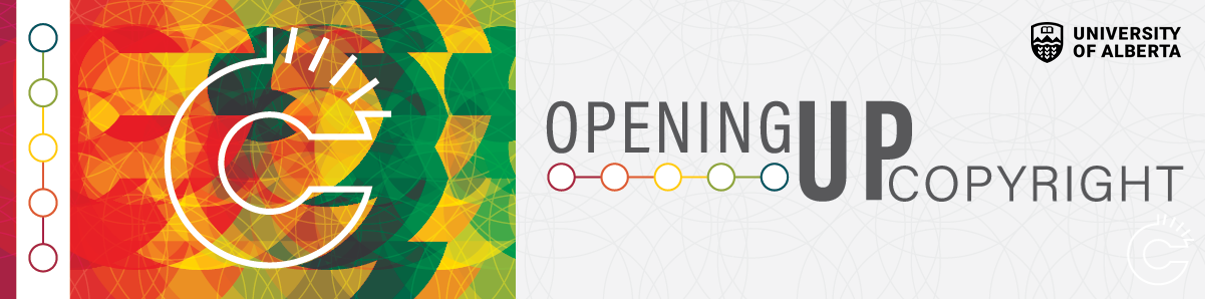 UNIVERSITY
OF ALBERTA
OPENING UP
COPYRIGHT